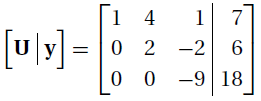 [U|y] = [1 4 1 | 7
0 2 −2 | 6
0 0 −9 | 18]